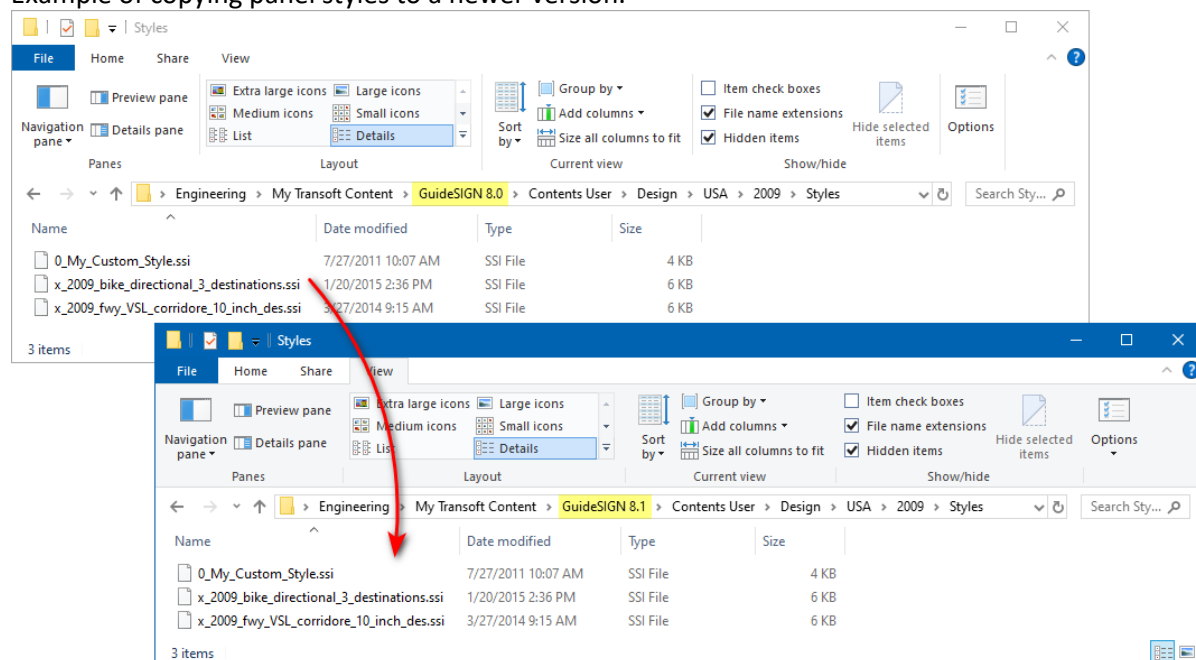 Example of copying panel styles to a newer version.
Styles
File Home Share View
Navigation pane Preview pane Details pane
Extra large icons Large icons
Medium icons Small icons
List Details
Sort by Group by
Add columns
Size all columns to fit
Item check boxes
File name extensions
Hidden items
Hide selected items
Options
Panes Layout Current view Show/hide
> Engineering > My Transoft Content > GuideSIGN 8.0 > Contents User > Design > USA > 2009 > Styles Search Sty...
Name Date modified Type Size
0_My_Custom_Style.ssi 7/27/2011 10:07 AM SSI File 4 KB
x_2009_bike_directional_3_destinations.ssi 1/20/2015 2:36 PM SSI File 6 KB
x_2009_fwy_VSL_corridore_10_inch_des.ssi 3/27/2014 9:15 AM SSI File 6 KB
3 items
Styles
File Home Share View
Navigation pane Preview pane Details pane
Extra large icons Large icons
Medium icons Small icons
List Details
Sort by Group by
Add columns
Size all columns to fit
Item check boxes
File name extensions
Hidden items
Hide selected items
Options
Panes Layout Current view Show/hide
> Engineering > My Transoft Content > GuideSIGN 8.1 > Contents User > Design > USA > 2009 > Styles Search Sty...
Name Date modified Type Size
0_My_Custom_Style.ssi 7/27/2011 10:07 AM SSI File 4 KB
x_2009_bike_directional_3_destinations.ssi 1/20/2015 2:36 PM SSI File 6 KB
x_2009_fwy_VSL_corridore_10_inch_des.ssi 3/27/2014 9:15 AM SSI File 6 KB
3 items